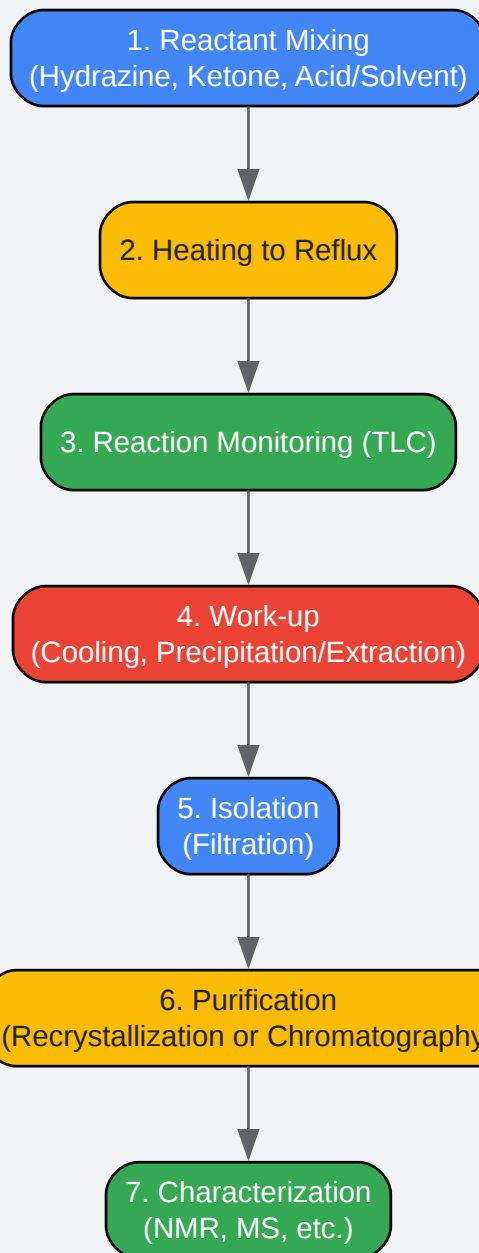 1. Reactant Mixing
(Hydrazine, Ketone, Acid/Solvent)
2. Heating to Reflux
3. Reaction Monitoring (TLC)
4. Work-up
(Cooling, Precipitation/Extraction)
5. Isolation
(Filtration)
6. Purification
(Recrystallization or Chromatography
7. Characterization
(NMR, MS, etc.)